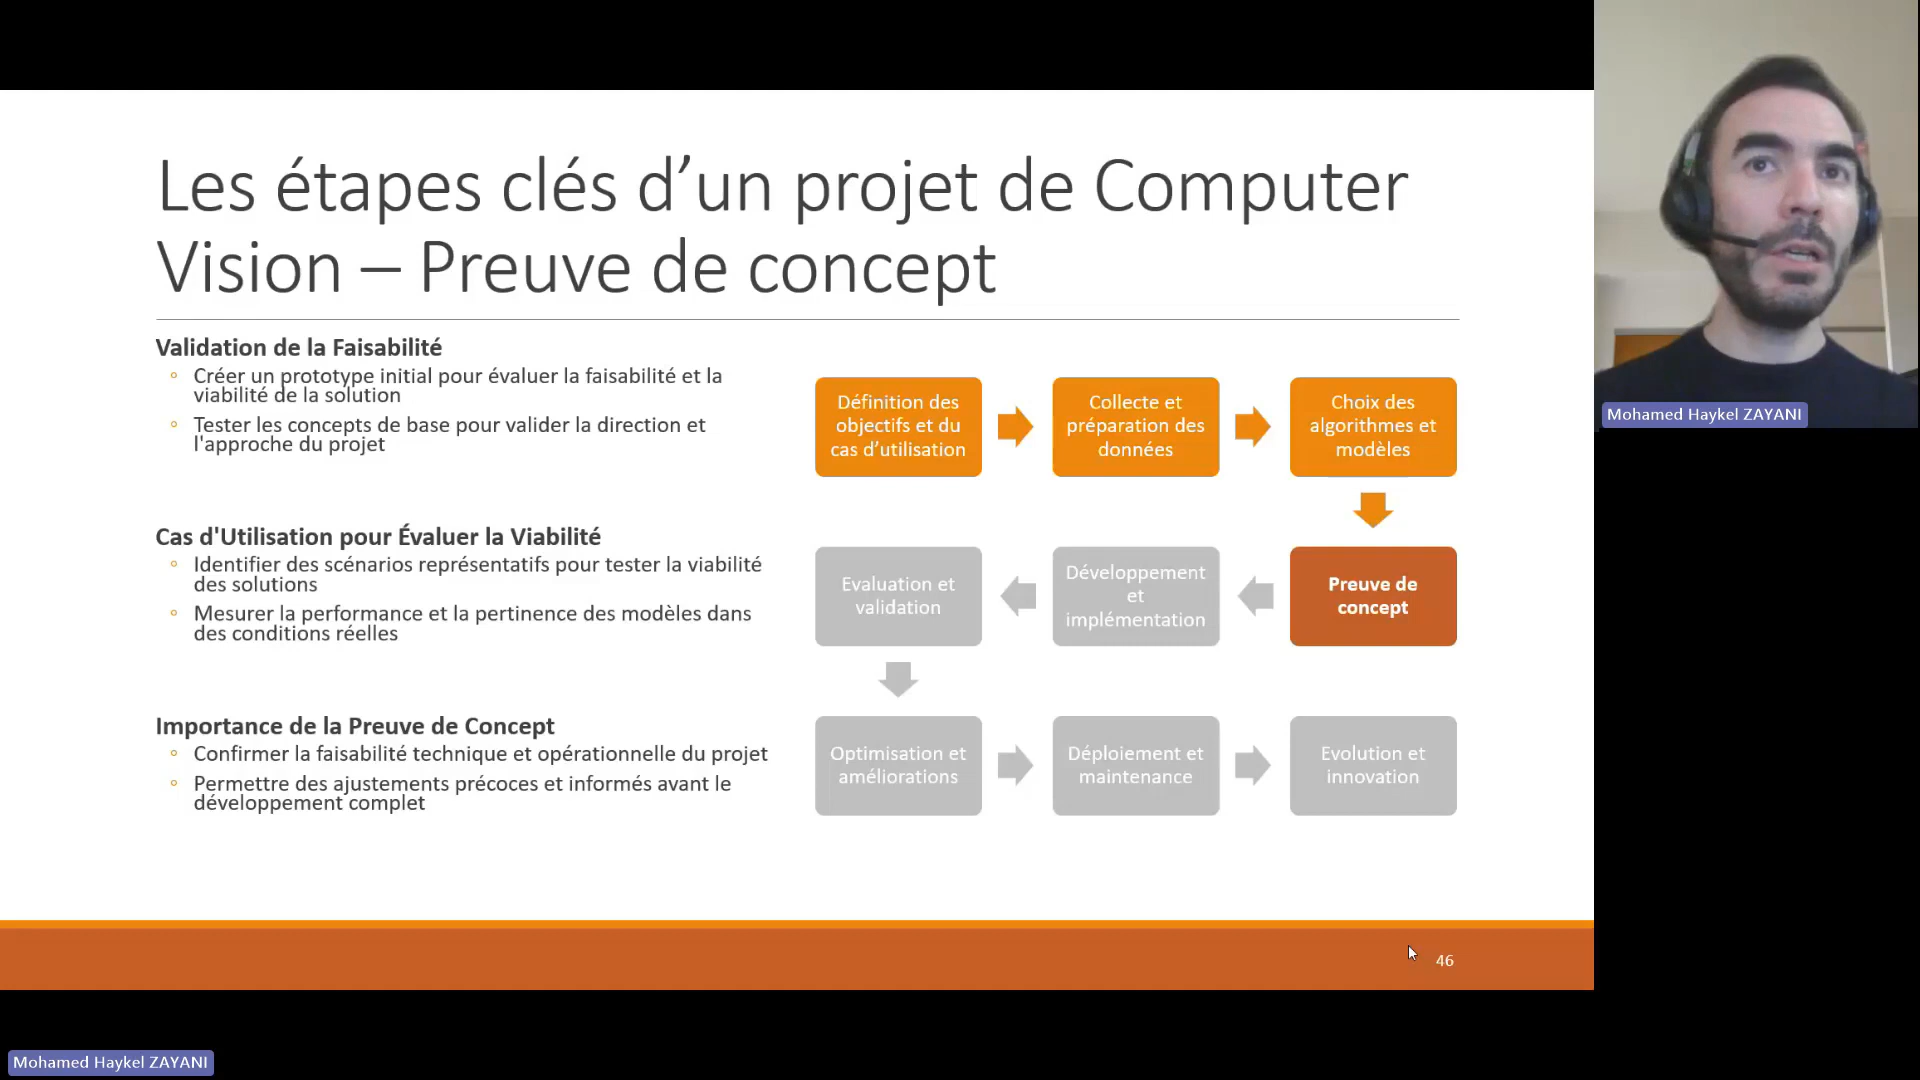 Les étapes clés d’un projet de Computer
Vision – Preuve de concept
Validation de la Faisabilité
Créer un prototype initial pour évaluer la faisabilité et la
viabilité de la solution
Tester les concepts de base pour valider la direction et
l'approche du projet
Cas d'Utilisation pour Évaluer la Viabilité
Identifier des scénarios représentatifs pour tester la viabilité
des solutions
Mesurer la performance et la pertinence des modèles dans
des conditions réelles
Importance de la Preuve de Concept
Confirmer la faisabilité technique et opérationnelle du projet
Permettre des ajustements précoces et informés avant le
développement complet
Définition des
objectifs et du
cas d’utilisation
Collecte et
préparation des
données
Choix des
algorithmes et
modèles
Preuve de
concept
Développement
et
implémentation
Evaluation et
validation
Optimisation et
améliorations
Déploiement et
maintenance
Evolution et
innovation
46
Mohamed Haykel ZAYANI
Mohamed Haykel ZAYANI